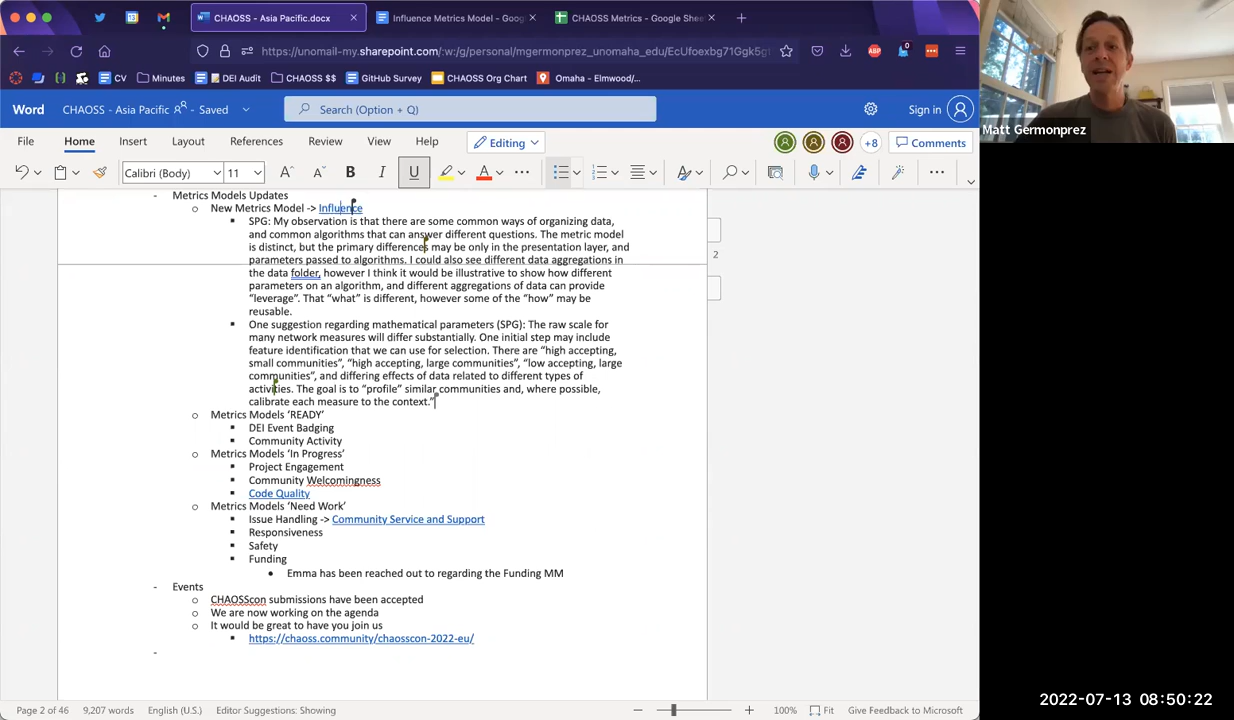 CHAOSS - Asia Pacific.docx
Influence Metrics Model - Goog
CHAOSS Metrics - Google Shee
https://unomail-my.sharepoint.com/:w:/g/personal/mgermonprez_unomaha_edu/EcUfoexbg71Ggk5gt
CV
Minutes
DEI Audit
CHAOSS $$
GitHub Survey
CHAOSS Org Chart
Omaha - Elmwood/...
Word
CHAOSS - Asia Pacific
- Saved
Search (Option + Q)
Sign in
File
Home
Insert
Layout
References
Review
View
Help
Editing
+8
Comments
Calibri (Body)
11
Metrics Models Updates
New Metrics Model -> Influence
SPG: My observation is that there are some common ways of organizing data,
and common algorithms that can answer different questions. The metric model
is distinct, but the primary differences may be only in the presentation layer, and
parameters passed to algorithms. I could also see different data aggregations in
the data folder, however I think it would be illustrative to show how different
parameters on an algorithm, and different aggregations of data can provide
“leverage”. That “what” is different, however some of the “how” may be
reusable.
One suggestion regarding mathematical parameters (SPG): The raw scale for
many network measures will differ substantially. One initial step may include
feature identification that we can use for selection. There are “high accepting,
small communities”, “high accepting, large communities”, “low accepting, large
communities”, and differing effects of data related to different types of
activities. The goal is to “profile” similar communities and, where possible,
calibrate each measure to the context.”
Metrics Models ‘READY’
DEI Event Badging
Community Activity
Metrics Models ‘In Progress’
Project Engagement
Community Welcomingness
Code Quality
Metrics Models ‘Need Work’
Issue Handling -> Community Service and Support
Responsiveness
Safety
Funding
Emma has been reached out to regarding the Funding MM
Events
CHAOSScon submissions have been accepted
We are now working on the agenda
It would be great to have you join us
https://chaoss.community/chaosscon-2022-eu/
2
Page 2 of 46
9,207 words
English (U.S.)
Editor Suggestions: Showing
100%
Fit
Give Feedback to Microsoft
Matt Germonprez
2022-07-13 08:50:22